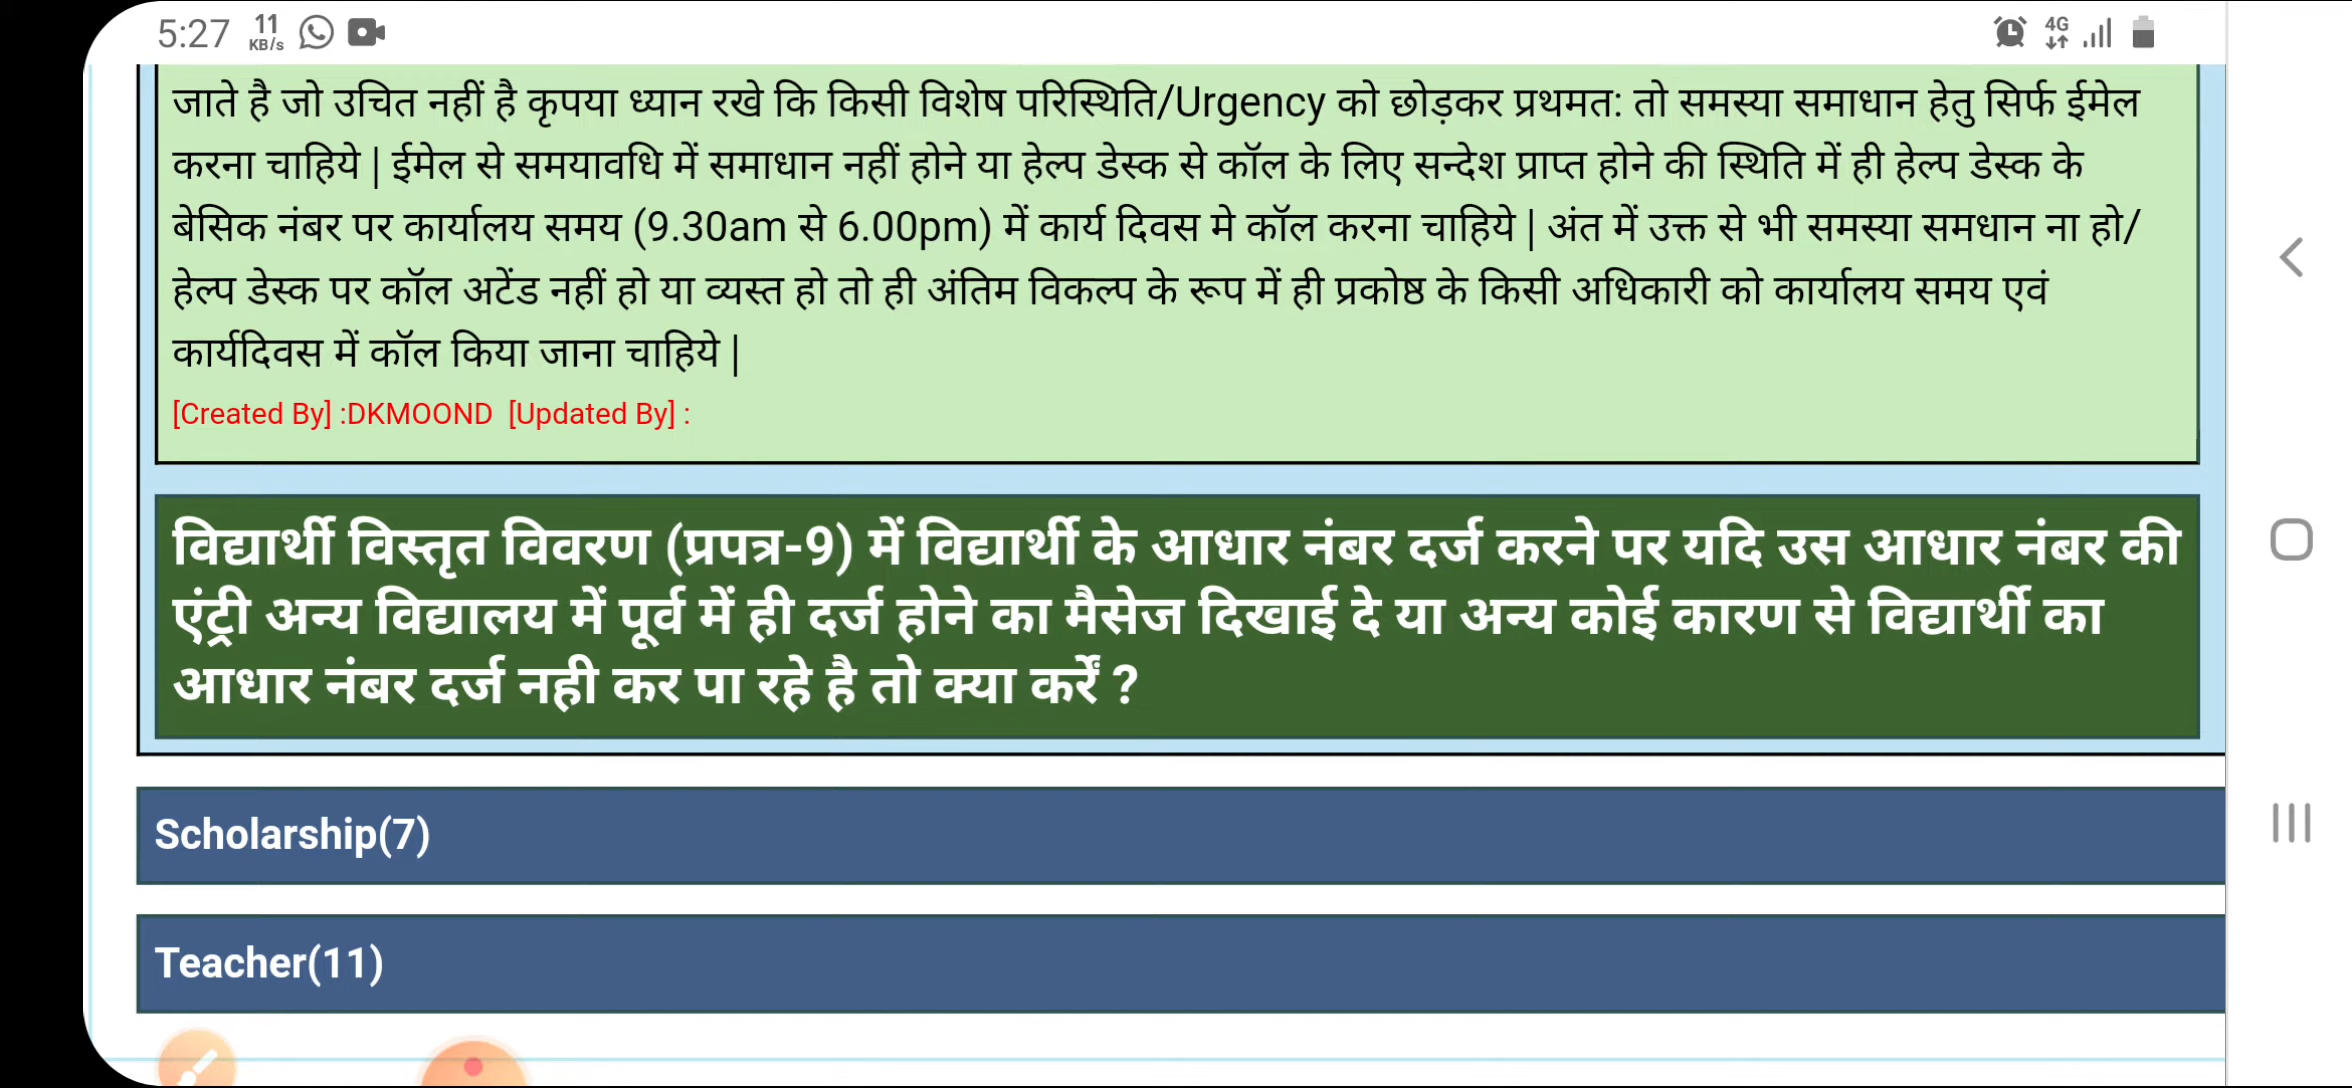 5:27 11 KB/s 4G
जाते है जो उचित नहीं है कृपया ध्यान रखे कि किसी विशेष परिस्थिति/Urgency को छोड़कर प्रथमत: तो समस्या समाधान हेतु सिर्फ ईमेल
करना चाहिये | ईमेल से समयावधि में समाधान नहीं होने या हेल्प डेस्क से कॉल के लिए सन्देश प्राप्त होने की स्थिति में ही हेल्प डेस्क के
बेसिक नंबर पर कार्यालय समय (9.30am से 6.00pm) में कार्य दिवस मे कॉल करना चाहिये | अंत में उक्त से भी समस्या समधान ना हो/
हेल्प डेस्क पर कॉल अटेंड नहीं हो या व्यस्त हो तो ही अंतिम विकल्प के रूप में ही प्रकोष्ठ के किसी अधिकारी को कार्यालय समय एवं
कार्यदिवस में कॉल किया जाना चाहिये |
[Created By] :DKMOOND [Updated By] :
विद्यार्थी विस्तृत विवरण (प्रपत्र-9) में विद्यार्थी के आधार नंबर दर्ज करने पर यदि उस आधार नंबर की
एंट्री अन्य विद्यालय में पूर्व में ही दर्ज होने का मैसेज दिखाई दे या अन्य कोई कारण से विद्यार्थी का
आधार नंबर दर्ज नही कर पा रहे है तो क्या करेंं ?
Scholarship(7)
Teacher(11)